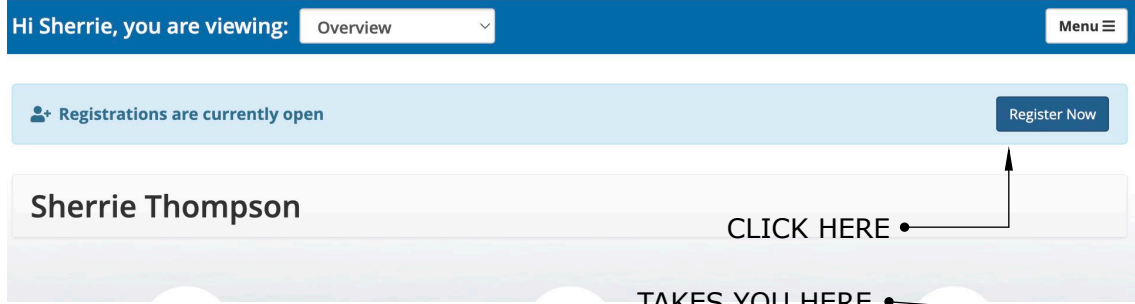 Hi Sherrie, you are viewing: Overview Menu
Registrations are currently open Register Now
Sherrie Thompson
CLICK HERE
TAKES YOU HERE